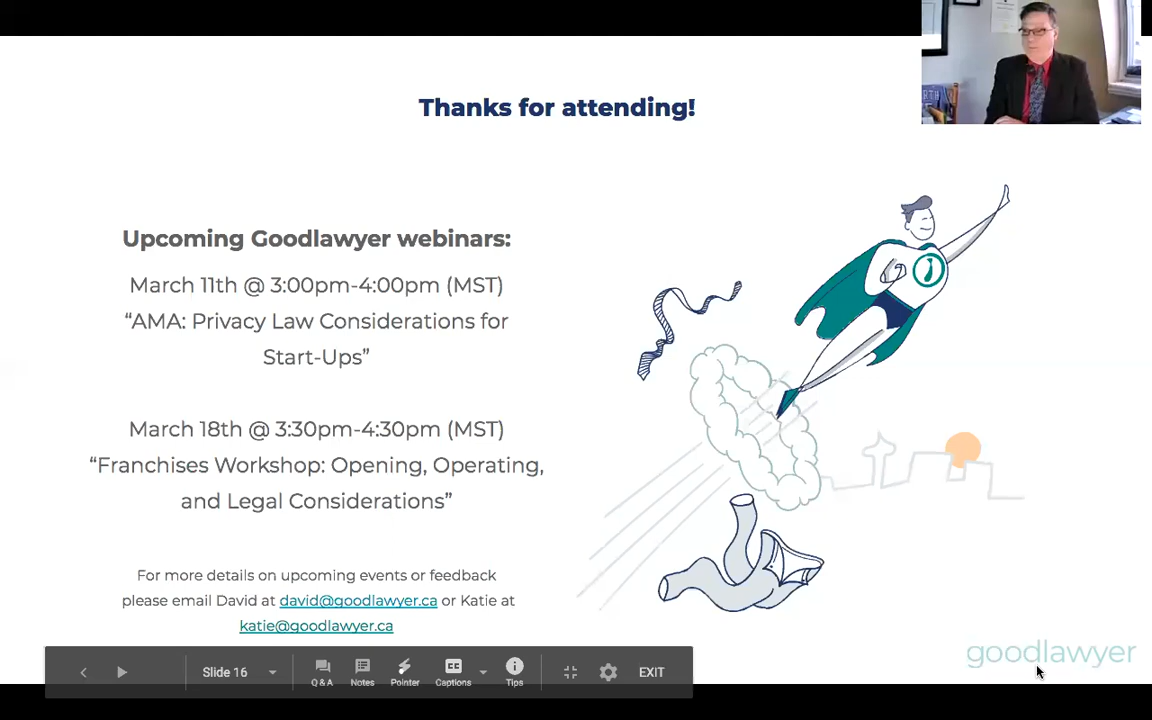 Thanks for attending!
Upcoming Goodlawyer webinars:
March 11th @ 3:00pm-4:00pm (MST)
“AMA: Privacy Law Considerations for
Start-Ups”
March 18th @ 3:30pm-4:30pm (MST)
“Franchises Workshop: Opening, Operating,
and Legal Considerations”
For more details on upcoming events or feedback
please email David at david@goodlawyer.ca or Katie at
katie@goodlawyer.ca
goodlawyer
Slide 16
Q&A
Notes
Pointer
CC
Captions
Tips
EXIT